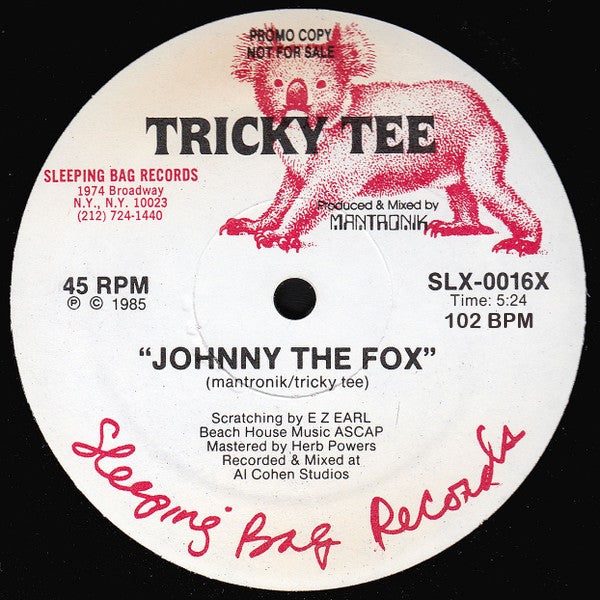 PROMO COPY
NOT FOR SALE
TRICKY TEE
SLEEPING BAG RECORDS
1974 Broadway
N.Y., N.Y. 10023
(212) 724-1440
Produced & Mixed by
MANTRONIK
45 RPM
℗ © 1985
SLX-0016X
Time: 5:24
102 BPM
"JOHNNY THE FOX"
(mantronik/tricky tee)
Scratching by E Z EARL
Beach House Music ASCAP
Mastered by Herb Powers
Recorded & Mixed at
Al Cohen Studios
Sleeping Bag Records